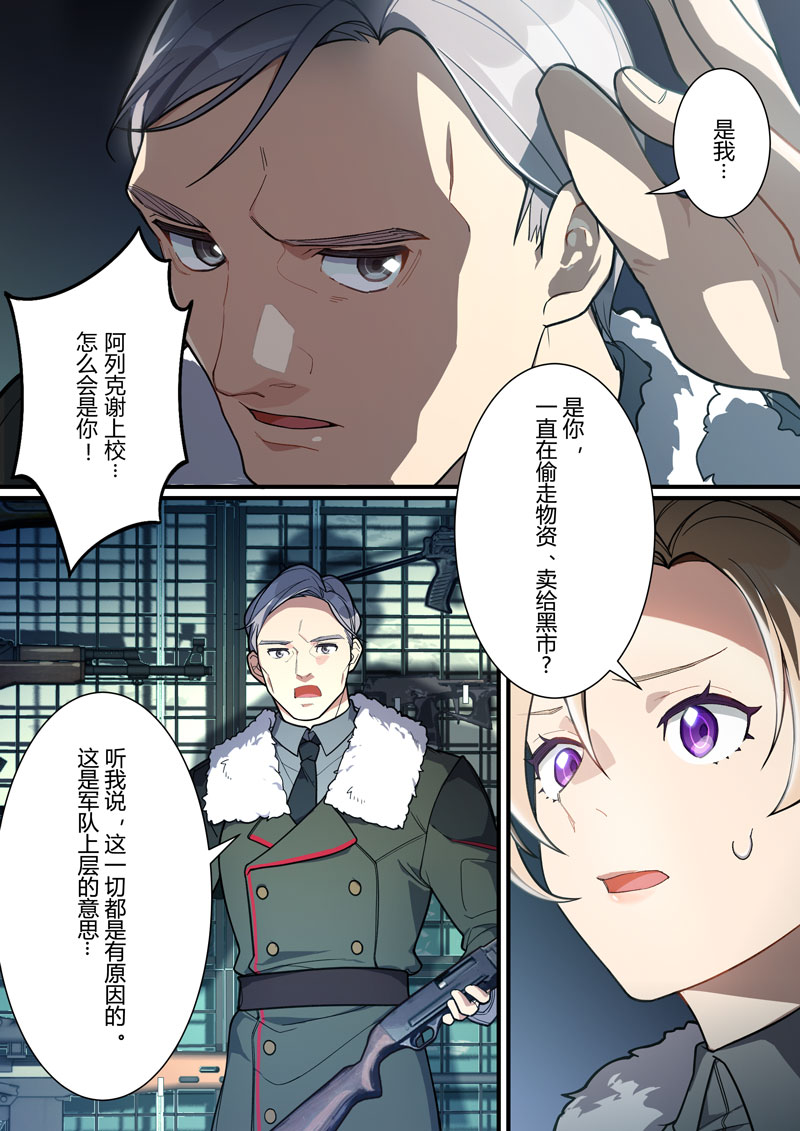 是我…
阿列克谢上校…
怎么会是你！
是你，
一直在偷走物资、卖给黑市？
听我说，这一切都是有原因的。
这是军队上层的意思…